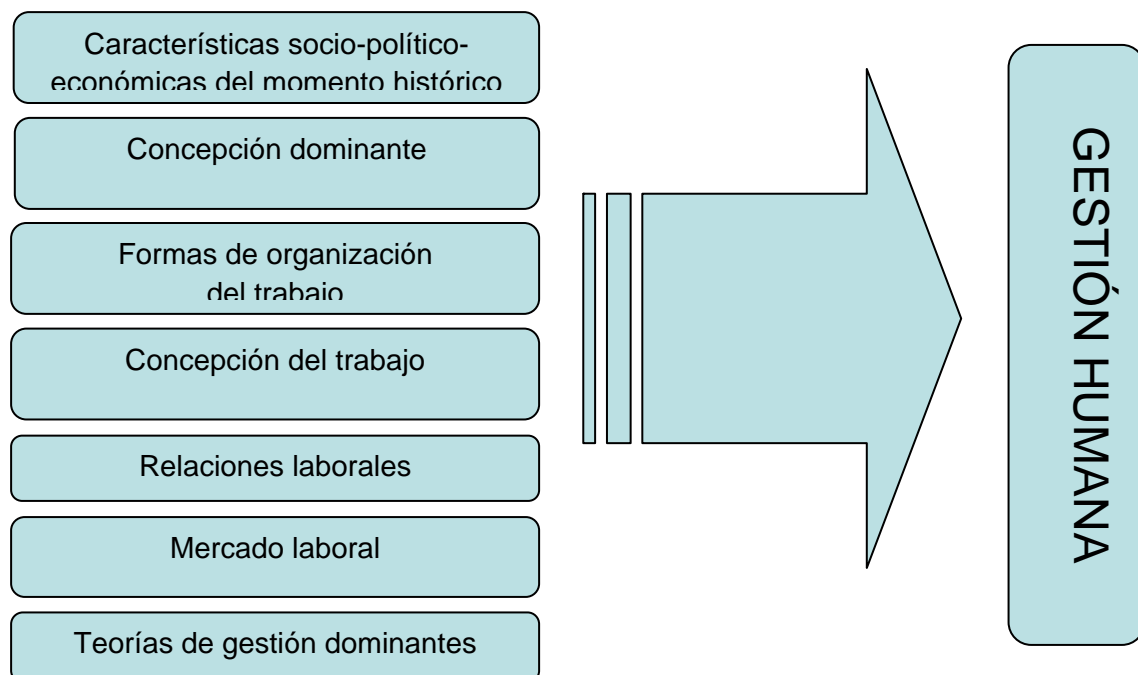 Características socio-político-
económicas del momento histórico
Concepción dominante
Formas de organización
del trabajo
Concepción del trabajo
Relaciones laborales
Mercado laboral
Teorías de gestión dominantes
GESTIÓN HUMANA